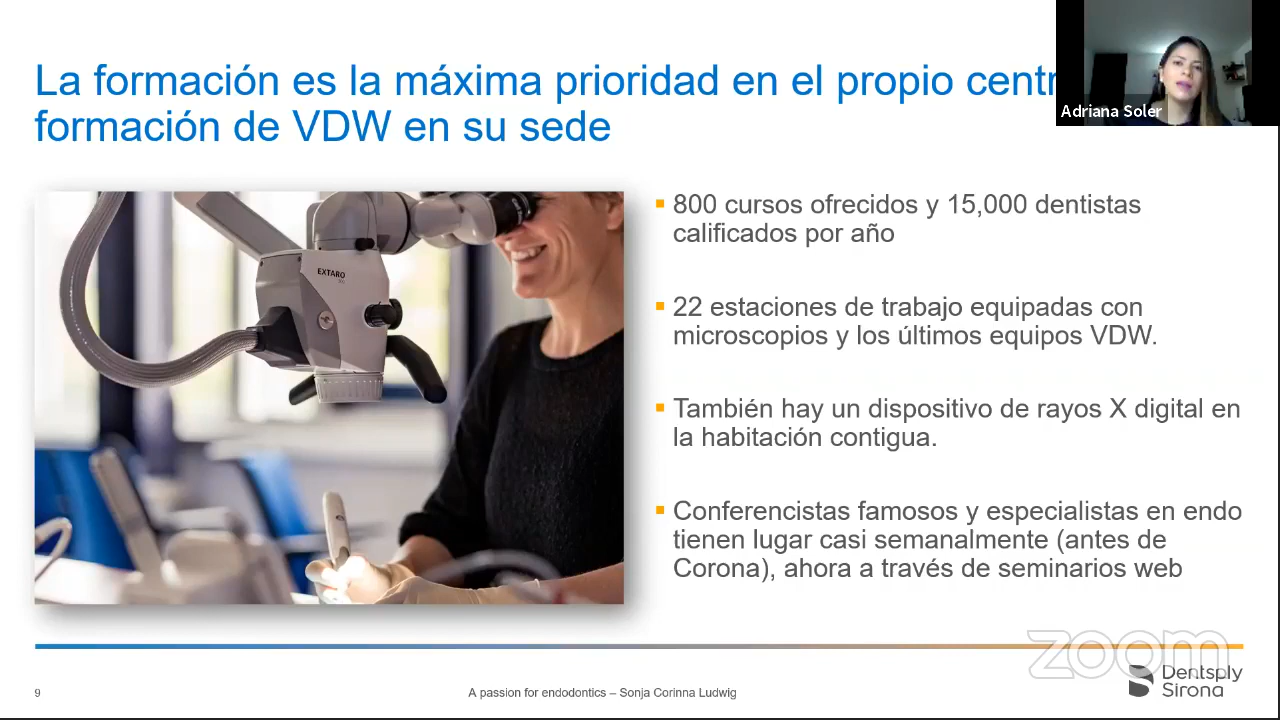 La formación es la máxima prioridad en el propio centr
formación de VDW en su sede
Adriana Soler
EXTARO
▪ 800 cursos ofrecidos y 15,000 dentistas
calificados por año
▪ 22 estaciones de trabajo equipadas con
microscopios y los últimos equipos VDW.
▪ También hay un dispositivo de rayos X digital en
la habitación contigua.
▪ Conferencistas famosos y especialistas en endo
tienen lugar casi semanalmente (antes de
Corona), ahora a través de seminarios web
zoom
9
A passion for endodontics – Sonja Corinna Ludwig
Dentsply
Sirona